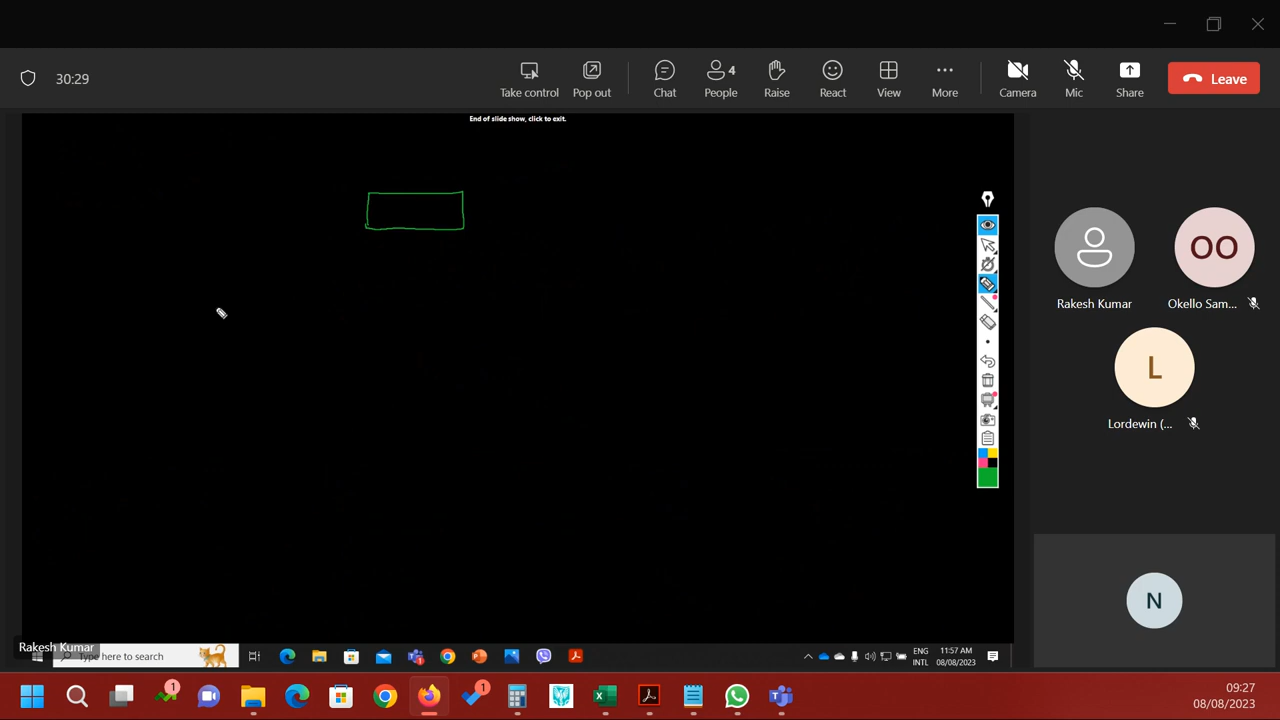 30:29
Take control
Pop out
Chat
4
People
Raise
React
View
More
Camera
Mic
Share
Leave
End of slide show, click to exit.
Rakesh Kumar
OO
Okello Sam...
L
Lordewin (...
N
Rakesh Kumar
Type here to search
ENG
INTL
11:57 AM
08/08/2023
1
1
09:27
08/08/2023